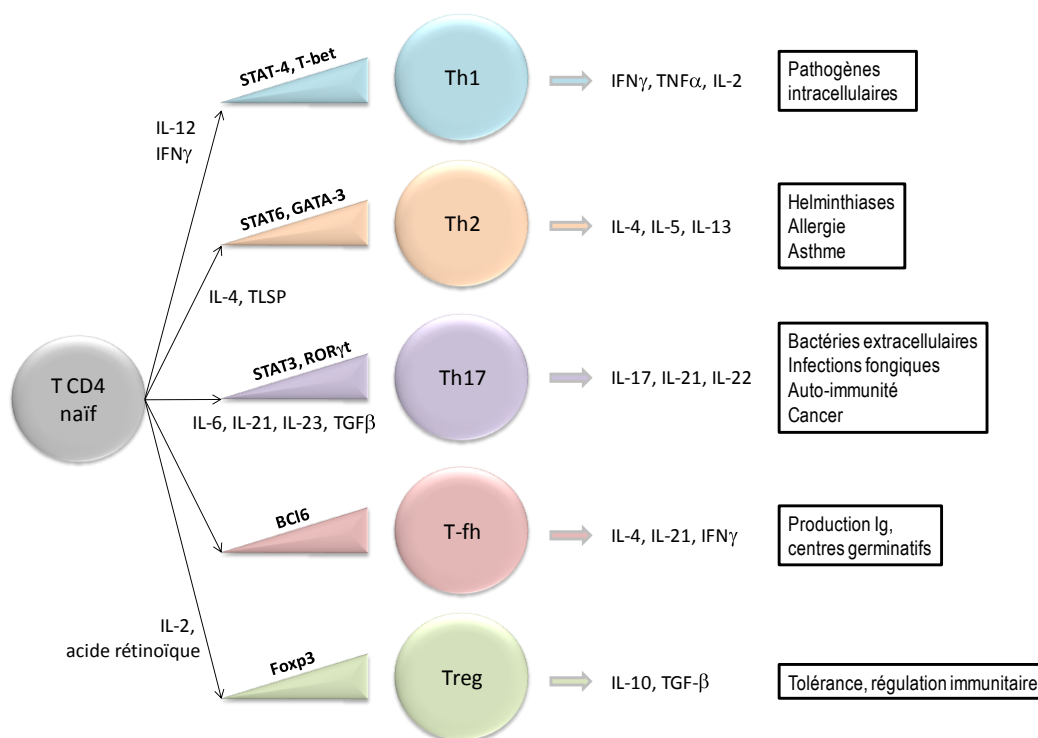 STAT-4, T-bet
Th1
IFNγ, TNFα, IL-2
Pathogènes
intracellulaires
IL-12
IFNγ
STAT6, GATA-3
Th2
IL-4, IL-5, IL-13
Helminthiases
Allergie
Asthme
IL-4, TLSP
T CD4
naïf
STAT3, RORγt
Th17
IL-17, IL-21, IL-22
Bactéries extracellulaires
Infections fongiques
Auto-immunité
Cancer
IL-6, IL-21, IL-23, TGFβ
BCl6
T-fh
IL-4, IL-21, IFNγ
Production Ig,
centres germinatifs
IL-2,
acide rétinoïque
Foxp3
Treg
IL-10, TGF-β
Tolérance, régulation immunitaire